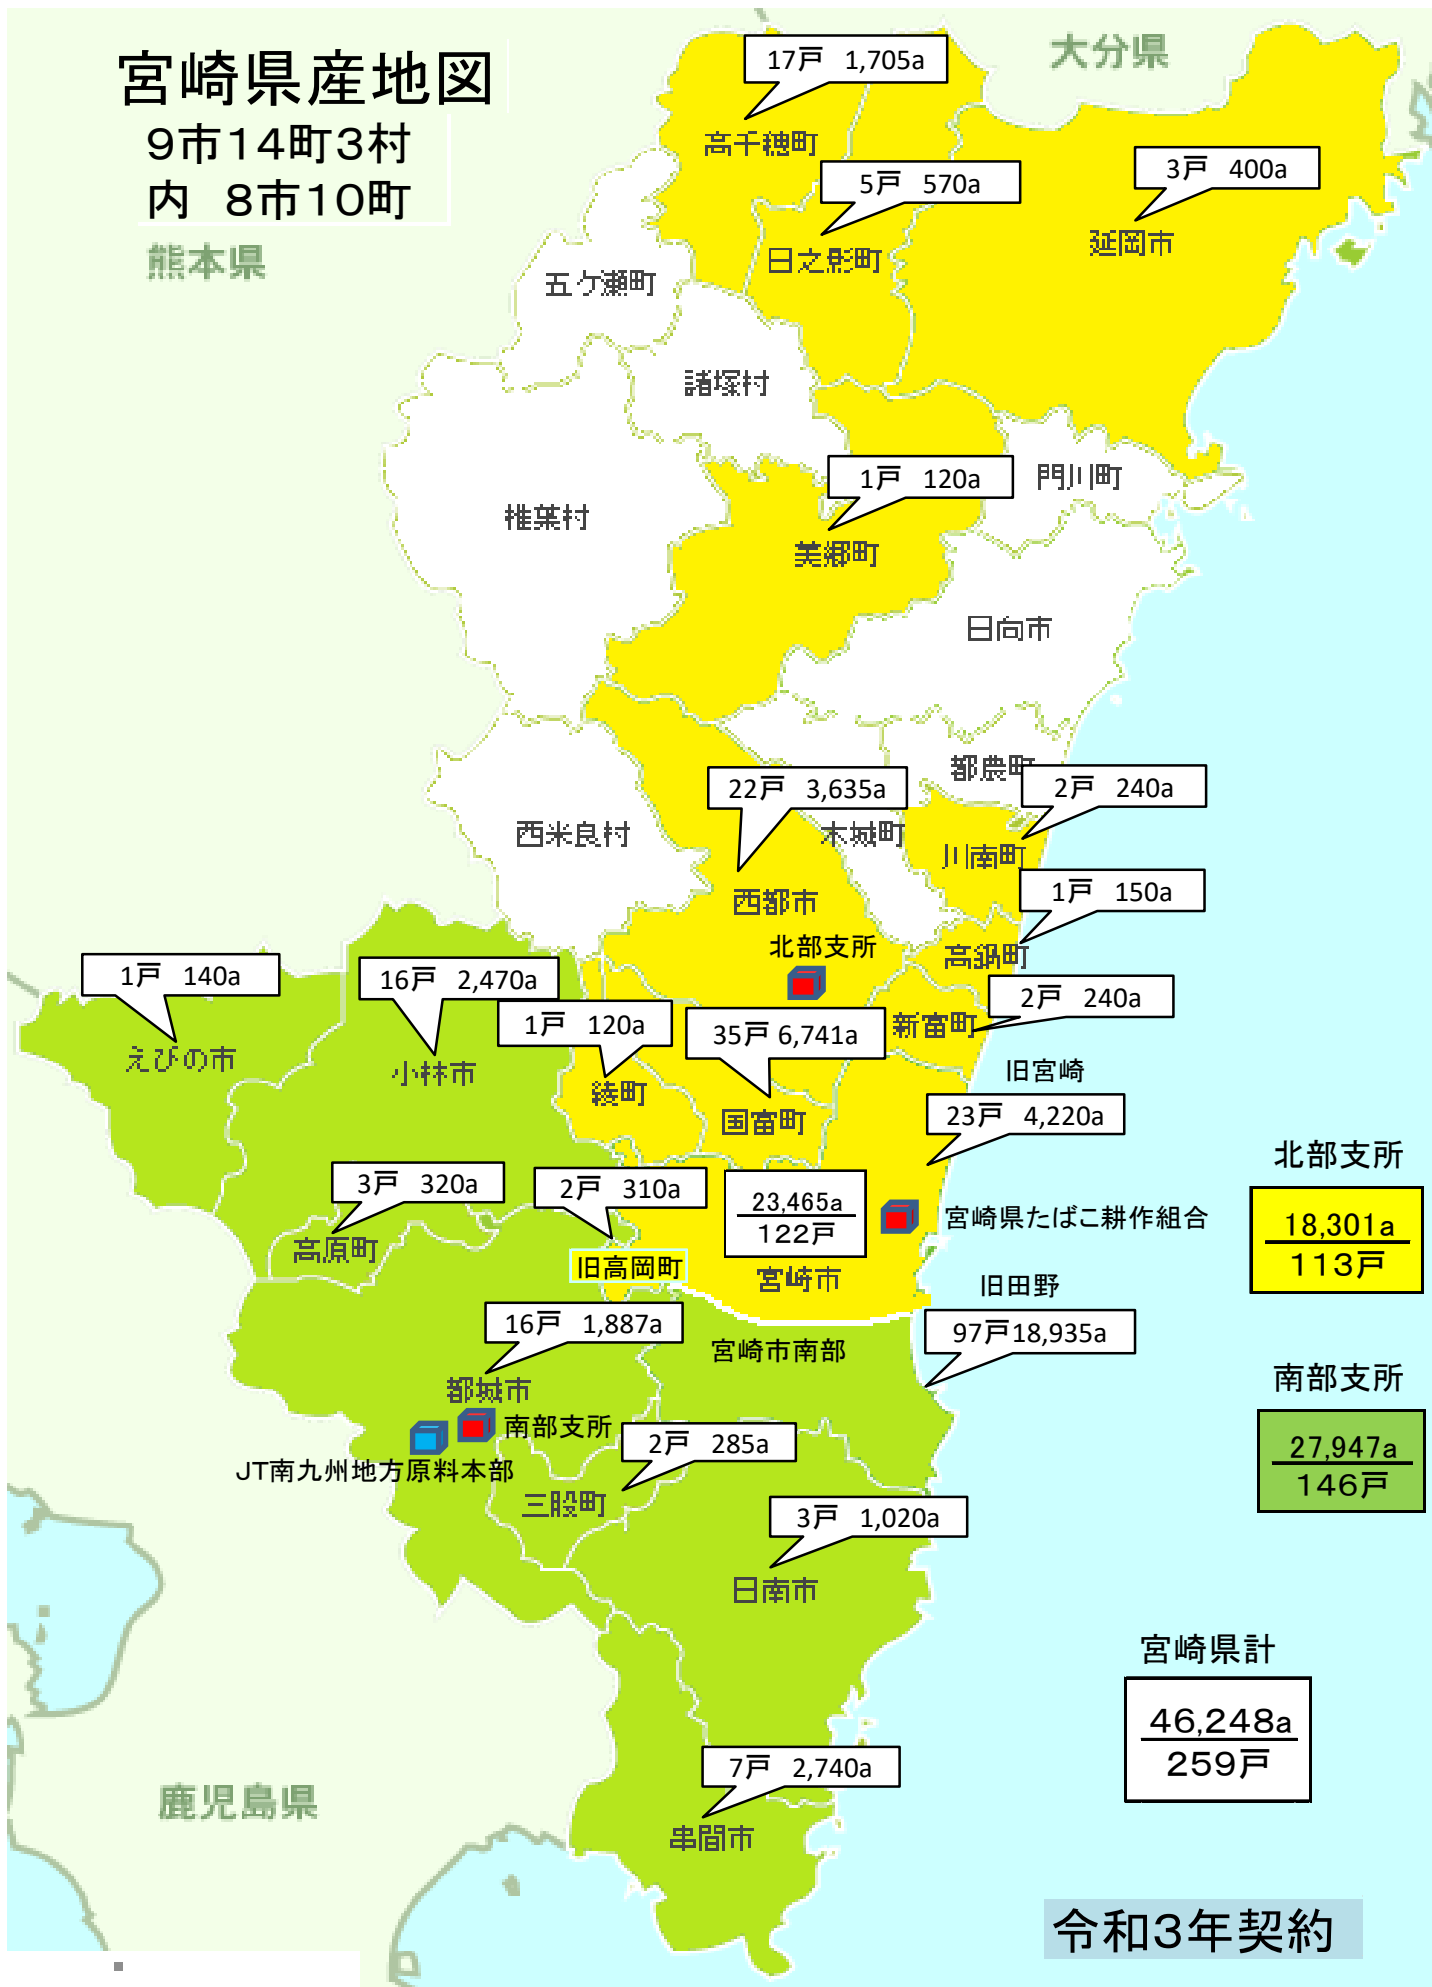 宮崎県産地図
9市14町3村
内 8市10町
大分県
熊本県
17戸 1,705a
高千穂町
5戸 570a
日之影町
3戸 400a
延岡市
五ケ瀬町
諸塚村
椎葉村
1戸 120a
美郷町
門川町
日向市
都農町
22戸 3,635a
2戸 240a
西米良村
木城町
川南町
西都市
1戸 150a
北部支所
高鍋町
1戸 140a
16戸 2,470a
2戸 240a
1戸 120a
35戸 6,741a
新富町
えびの市
小林市
綾町
国富町
旧宮崎
23戸 4,220a
3戸 320a
2戸 310a
23,465a
122戸
宮崎県たばこ耕作組合
北部支所
18,301a
113戸
高原町
旧高岡町
宮崎市
旧田野
16戸 1,887a
宮崎市南部
97戸18,935a
都城市
南部支所
南部支所
27,947a
146戸
JT南九州地方原料本部
2戸 285a
三股町
3戸 1,020a
日南市
宮崎県計
46,248a
259戸
7戸 2,740a
鹿児島県
串間市
令和3年契約